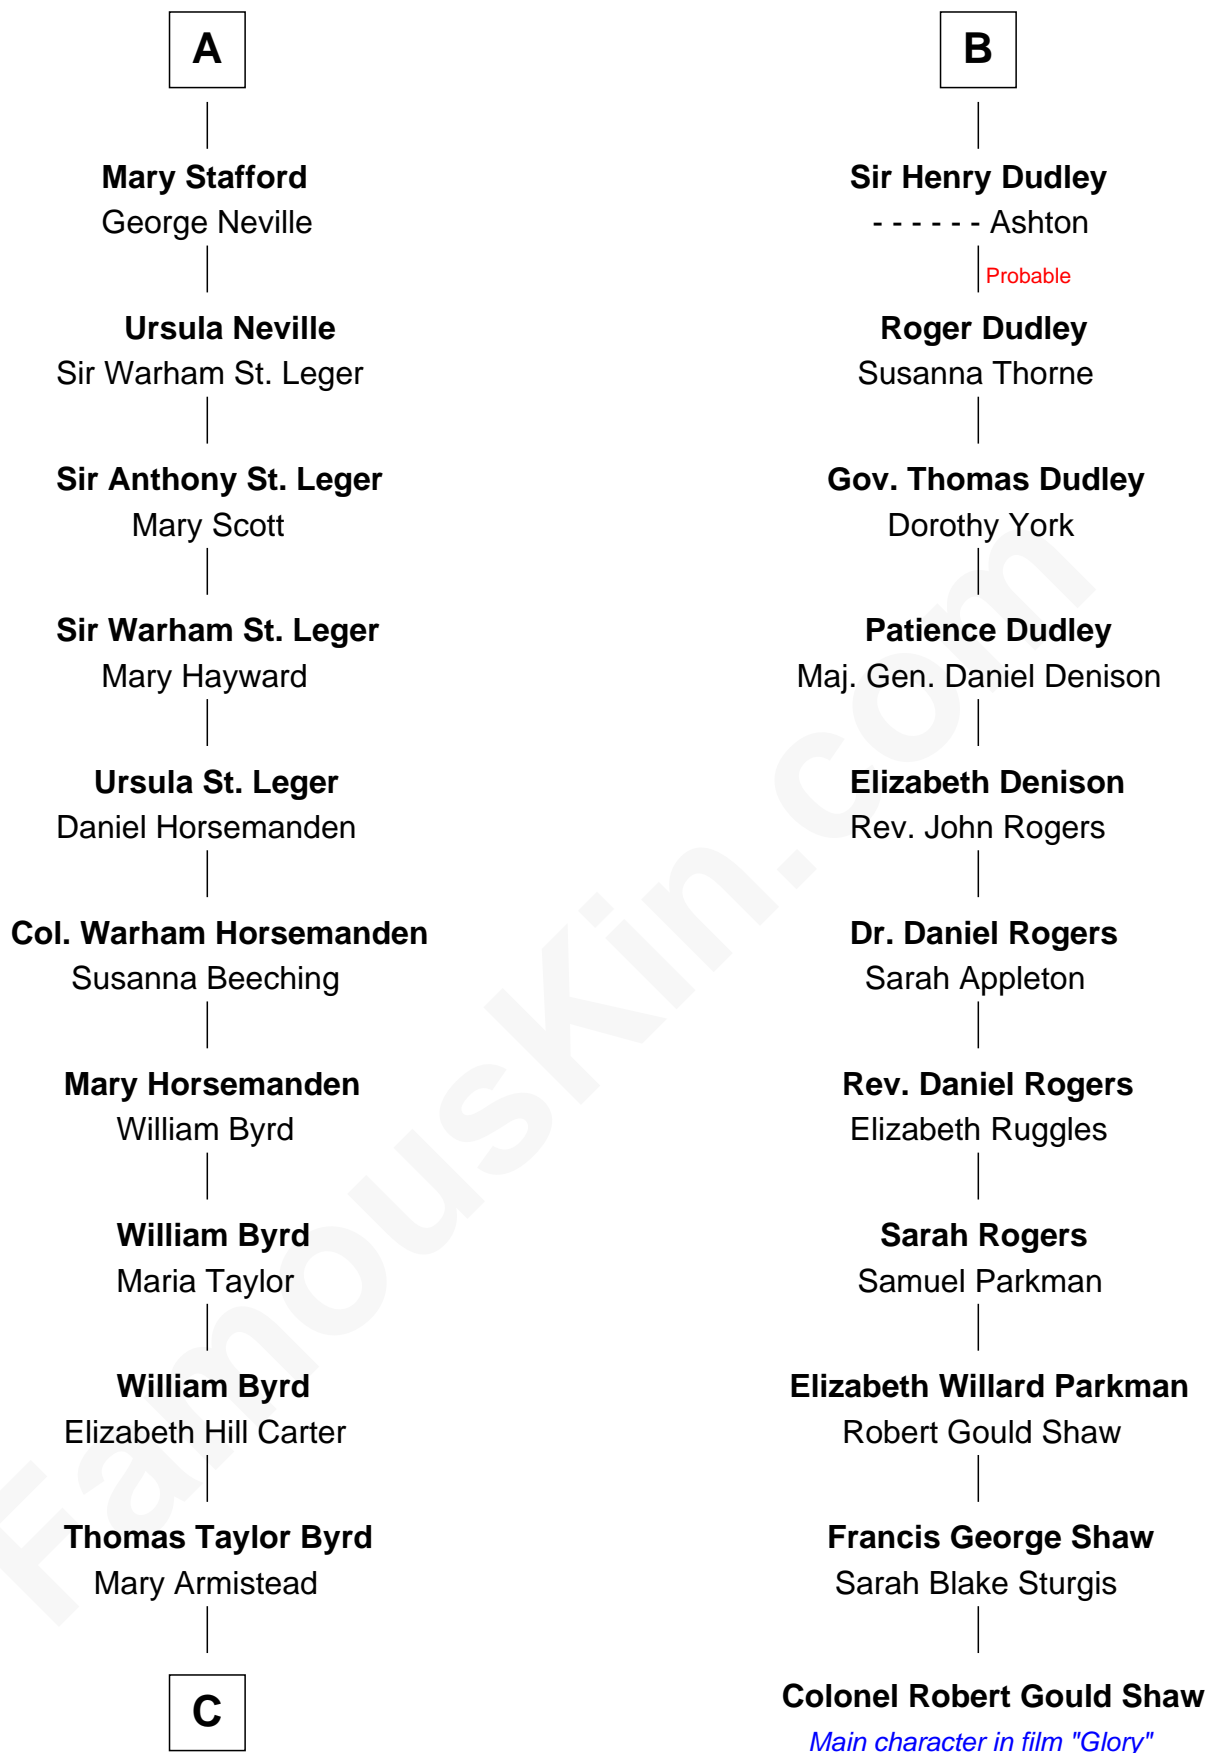 A
Mary Stafford
George Neville
Ursula Neville
Sir Warham St. Leger
Sir Anthony St. Leger
Mary Scott
Sir Warham St. Leger
Mary Hayward
Ursula St. Leger
Daniel Horsemanden
Col. Warham Horsemanden
Susanna Beeching
Mary Horsemanden
William Byrd
William Byrd
Maria Taylor
William Byrd
Elizabeth Hill Carter
Thomas Taylor Byrd
Mary Armistead
C
B
Sir Henry Dudley
- - - - - - Ashton
Probable
Roger Dudley
Susanna Thorne
Gov. Thomas Dudley
Dorothy York
Patience Dudley
Maj. Gen. Daniel Denison
Elizabeth Denison
Rev. John Rogers
Dr. Daniel Rogers
Sarah Appleton
Rev. Daniel Rogers
Elizabeth Ruggles
Sarah Rogers
Samuel Parkman
Elizabeth Willard Parkman
Robert Gould Shaw
Francis George Shaw
Sarah Blake Sturgis
Colonel Robert Gould Shaw
Main character in film "Glory"
FamousKin.com